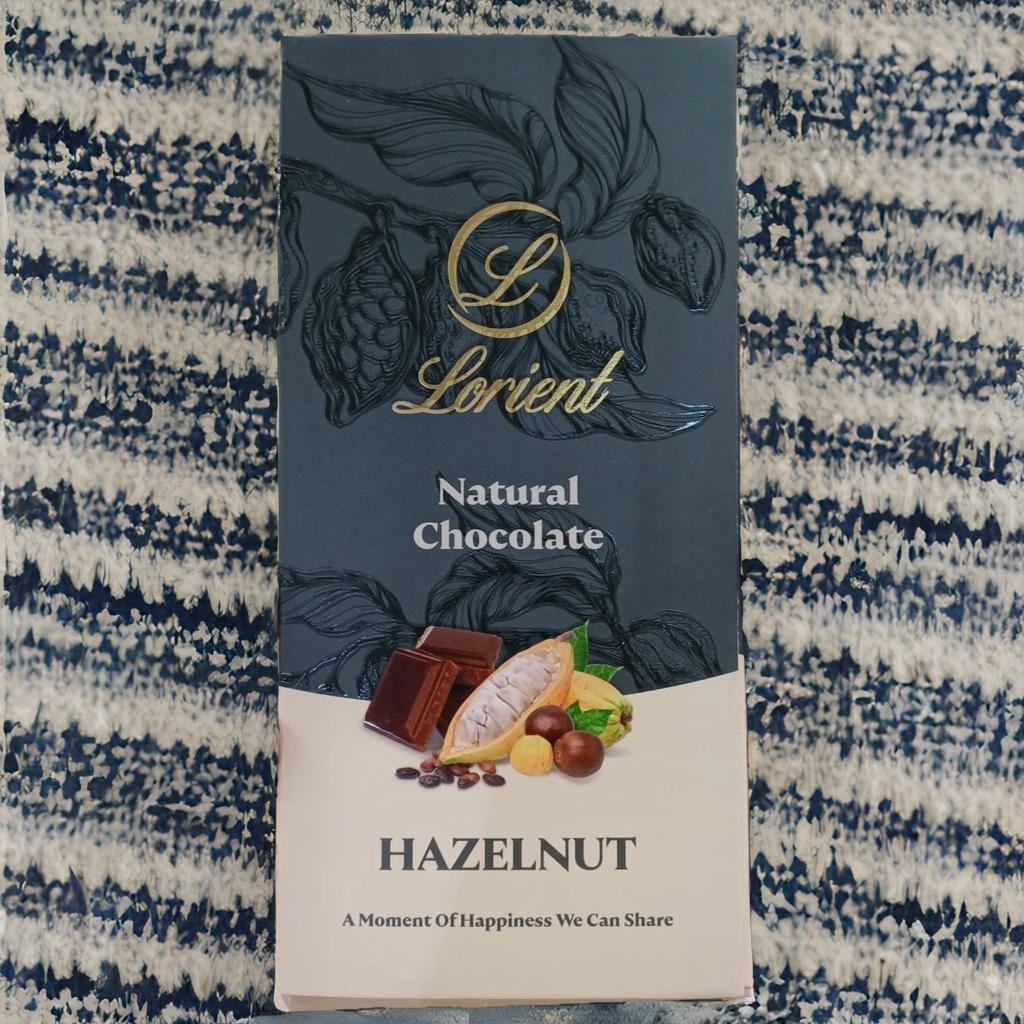 L
Lorient
Natural
Chocolate
HAZELNUT
A Moment Of Happiness We Can Share